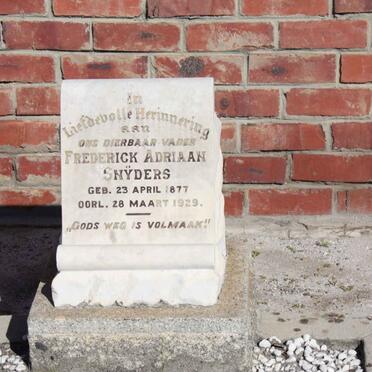 In
Liefdevolle Herinnering
aan
ONS DIERBAAR VADER
FREDERICK ADRIAAN
SNŸDERS
GEB. 23 APRIL 1877
OORL. 28 MAART 1929.
„GODS WEG IS VOLMAAK"